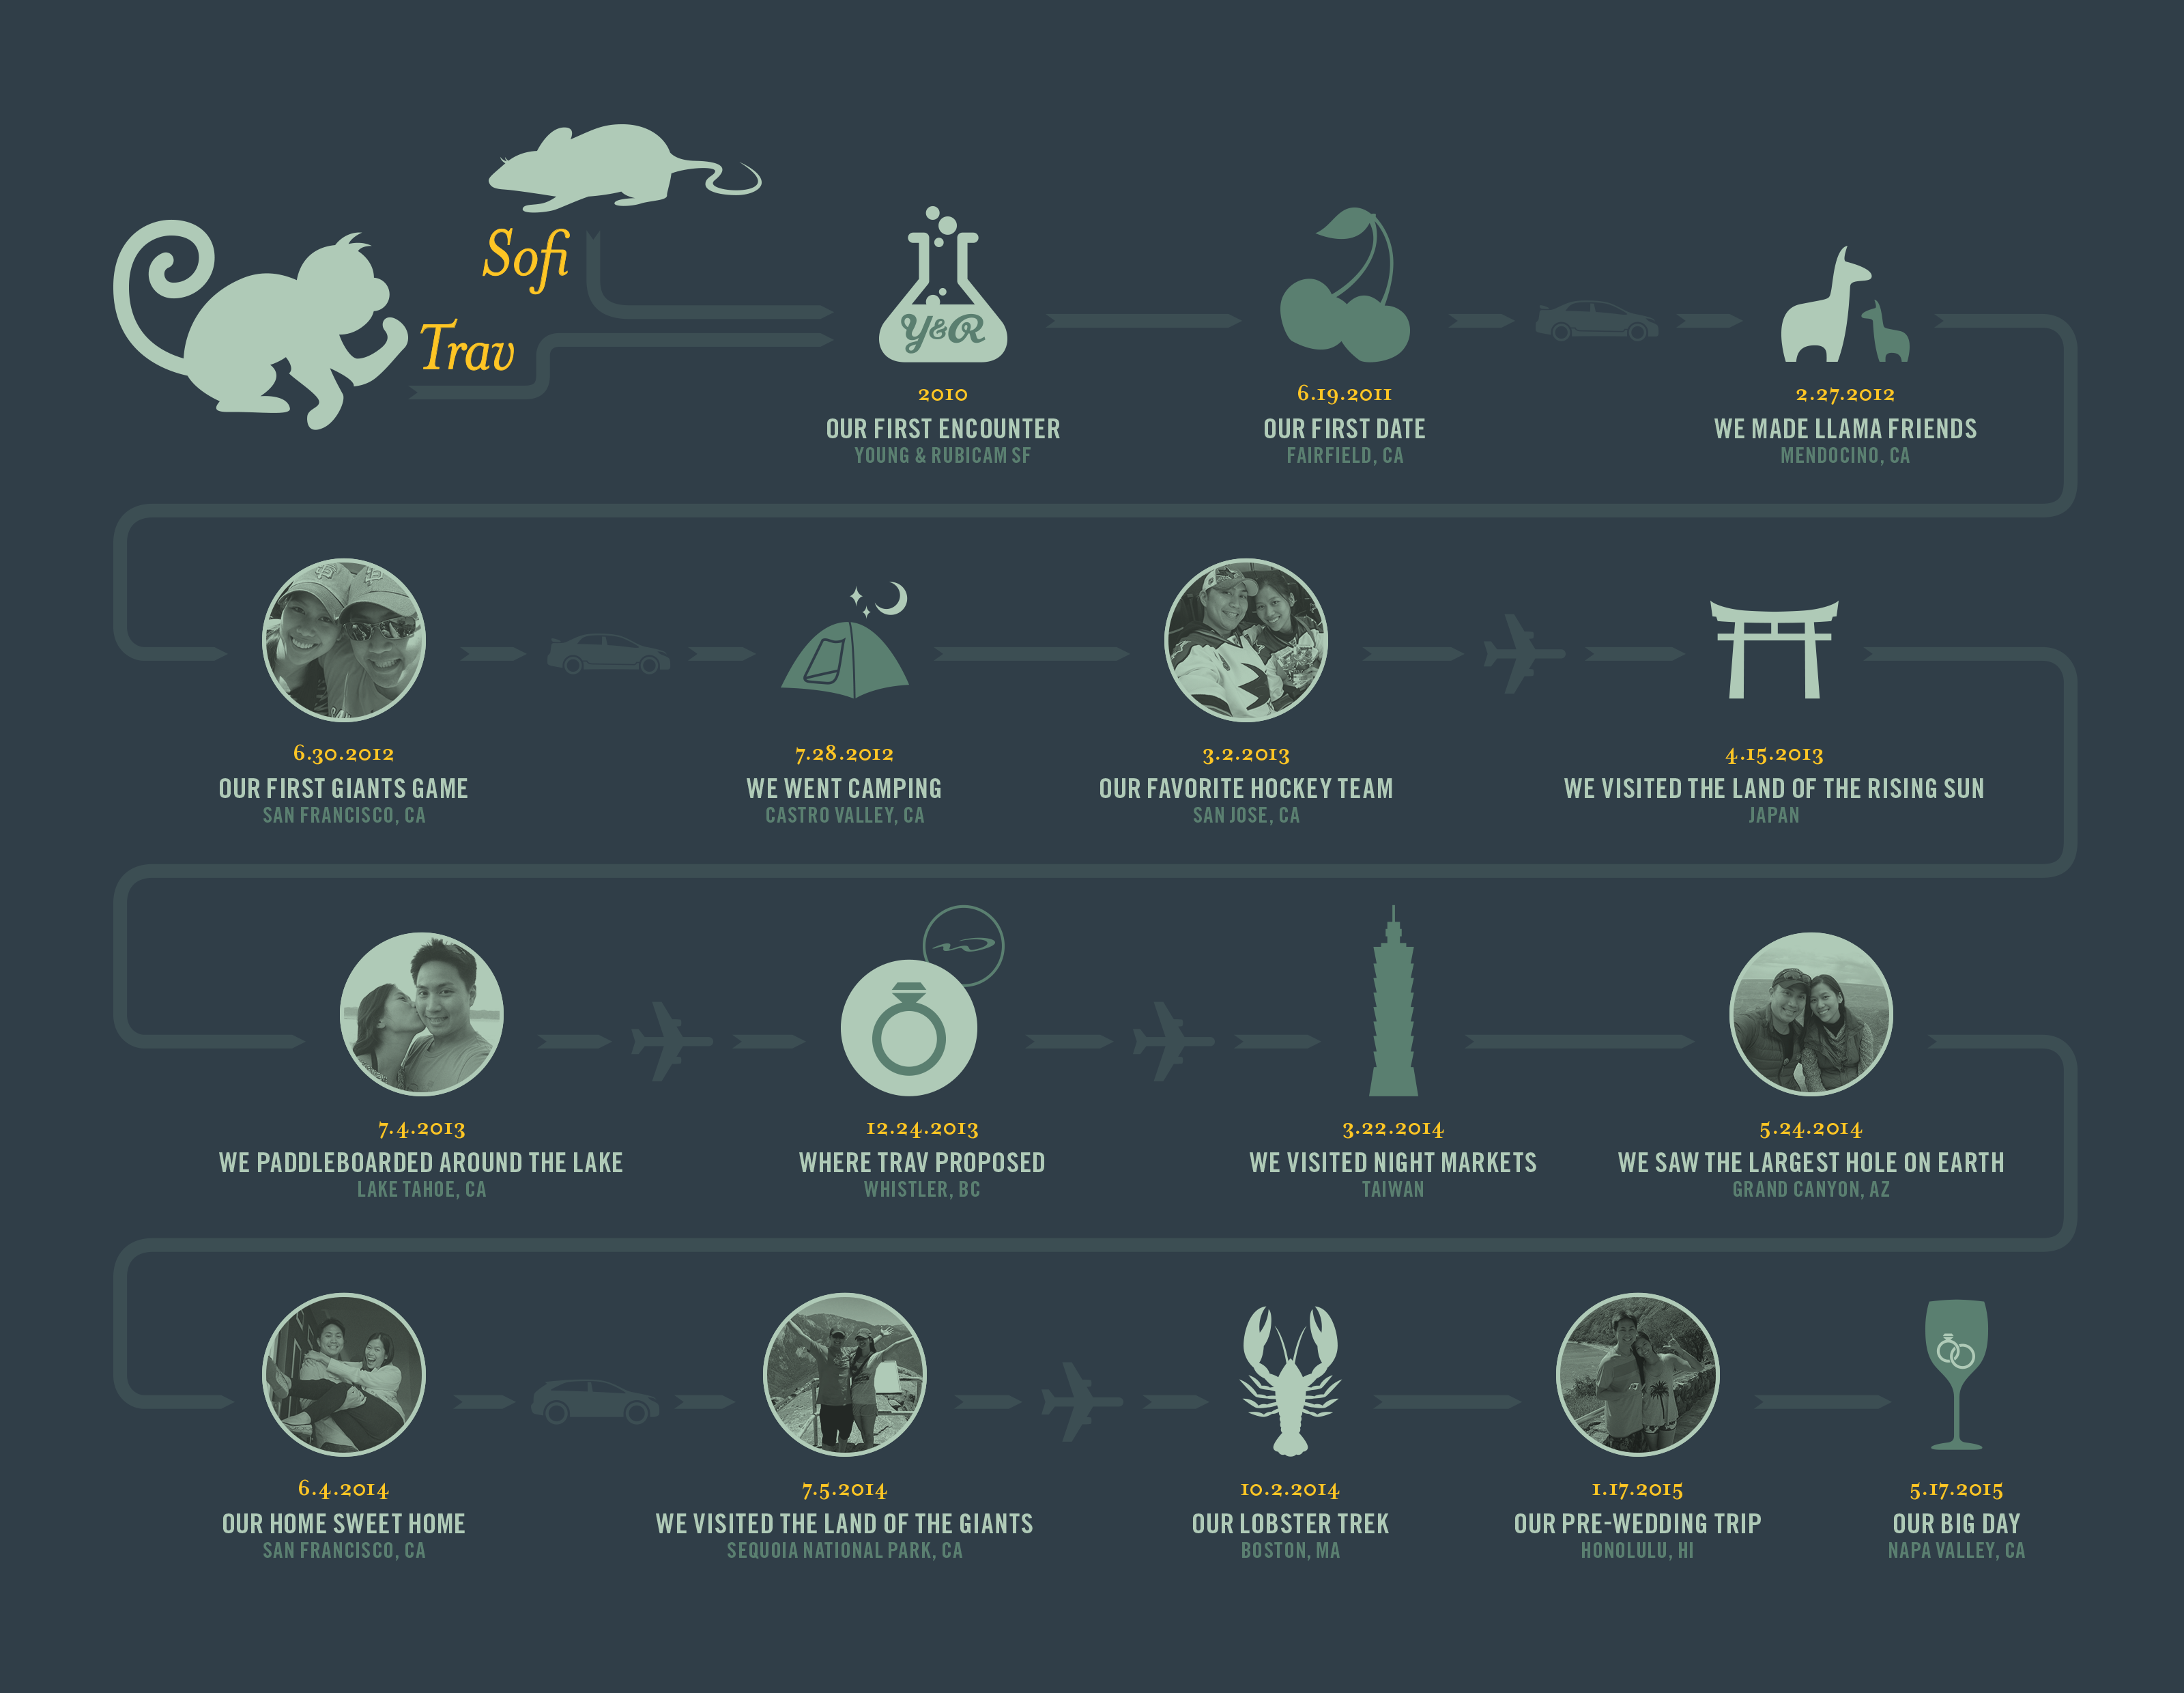 Sofi
Trav
Y&R
2010
OUR FIRST ENCOUNTER
YOUNG & RUBICAM SF
6.19.2011
OUR FIRST DATE
FAIRFIELD, CA
2.27.2012
WE MADE LLAMA FRIENDS
MENDOCINO, CA
6.30.2012
OUR FIRST GIANTS GAME
SAN FRANCISCO, CA
7.28.2012
WE WENT CAMPING
CASTRO VALLEY, CA
3.2.2013
OUR FAVORITE HOCKEY TEAM
SAN JOSE, CA
4.15.2013
WE VISITED THE LAND OF THE RISING SUN
JAPAN
7.4.2013
WE PADDLEBOARDED AROUND THE LAKE
LAKE TAHOE, CA
12.24.2013
WHERE TRAV PROPOSED
WHISTLER, BC
3.22.2014
WE VISITED NIGHT MARKETS
TAIWAN
5.24.2014
WE SAW THE LARGEST HOLE ON EARTH
GRAND CANYON, AZ
6.4.2014
OUR HOME SWEET HOME
SAN FRANCISCO, CA
7.5.2014
WE VISITED THE LAND OF THE GIANTS
SEQUOIA NATIONAL PARK, CA
10.2.2014
OUR LOBSTER TREK
BOSTON, MA
1.17.2015
OUR PRE-WEDDING TRIP
HONOLULU, HI
5.17.2015
OUR BIG DAY
NAPA VALLEY, CA